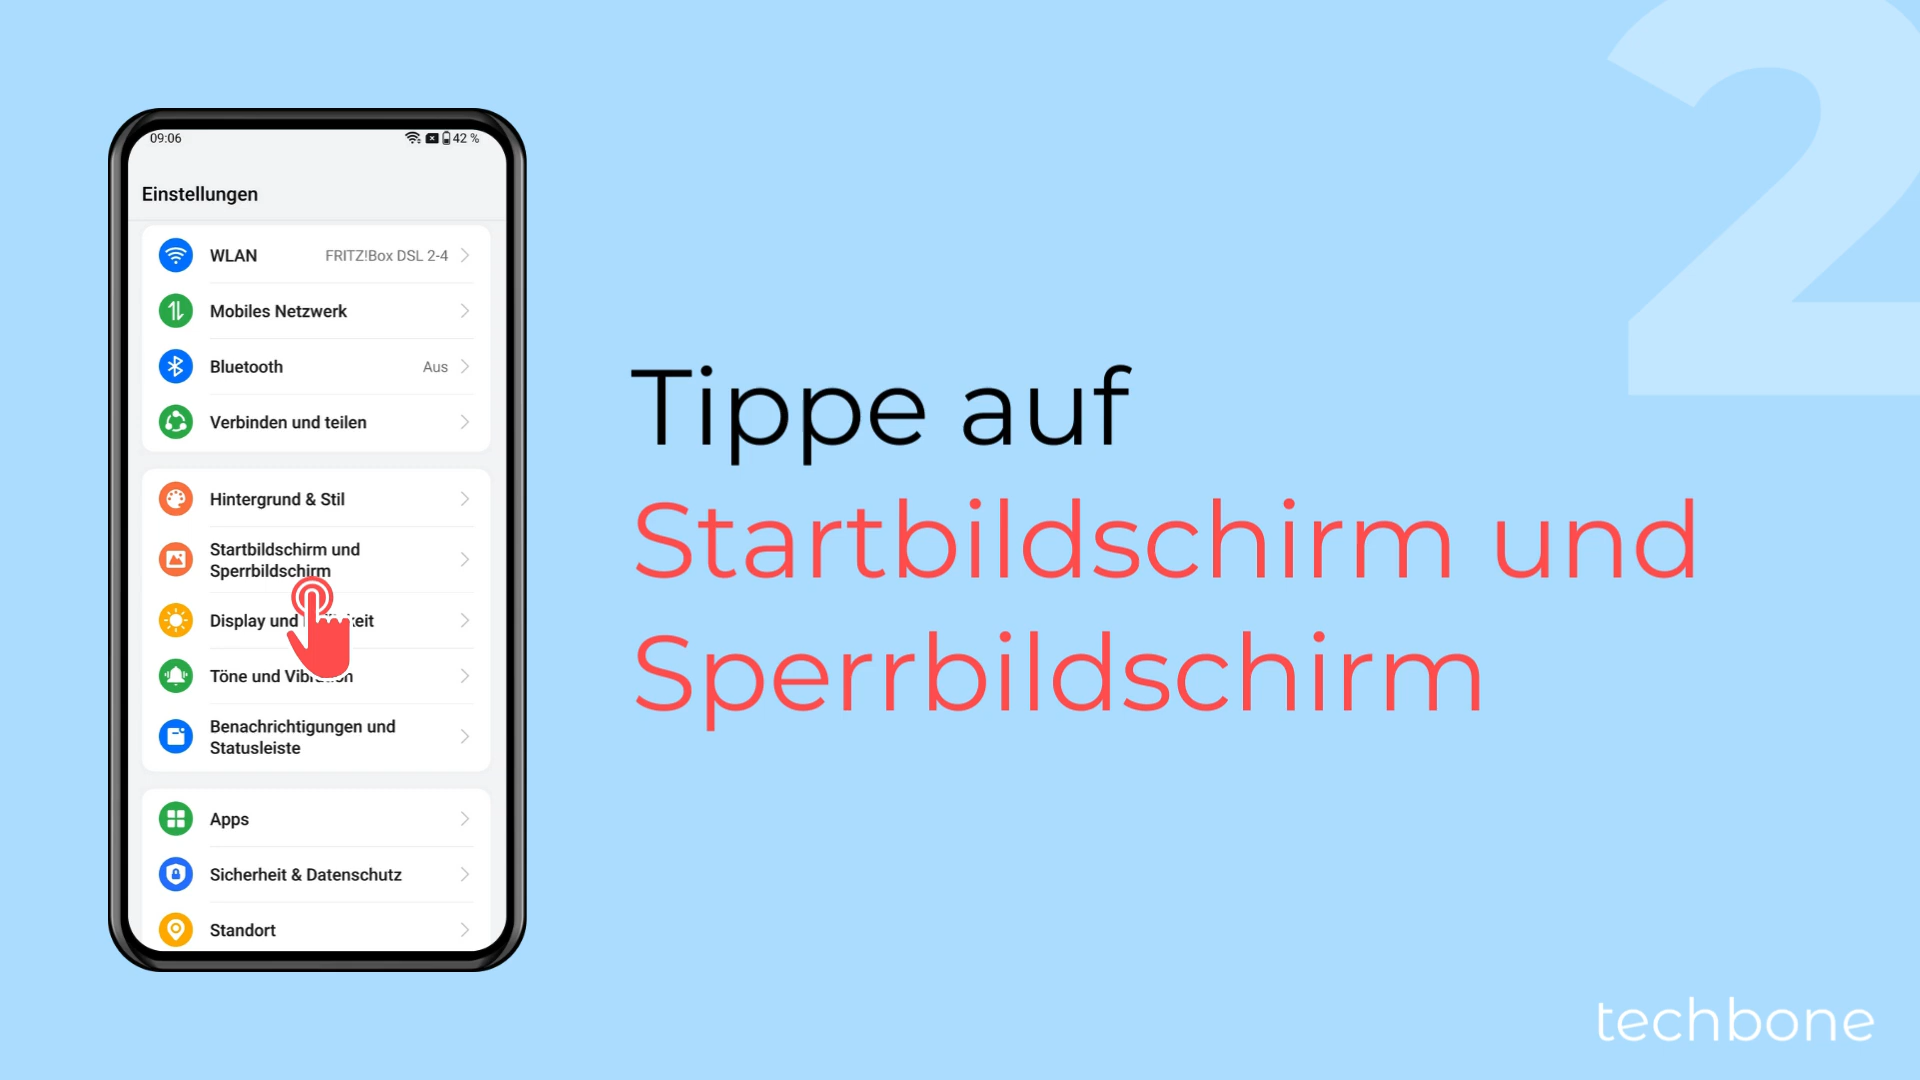 2
09:06
42 %
Einstellungen
WLAN FRITZ!Box DSL 2-4
Mobiles Netzwerk
Bluetooth Aus
Verbinden und teilen
Hintergrund & Stil
Startbildschirm und
Sperrbildschirm
Display und
Töne und
Benachrichtigungen und
Statusleiste
Apps
Sicherheit & Datenschutz
Standort
Tippe auf
Startbildschirm und
Sperrbildschirm
techbone